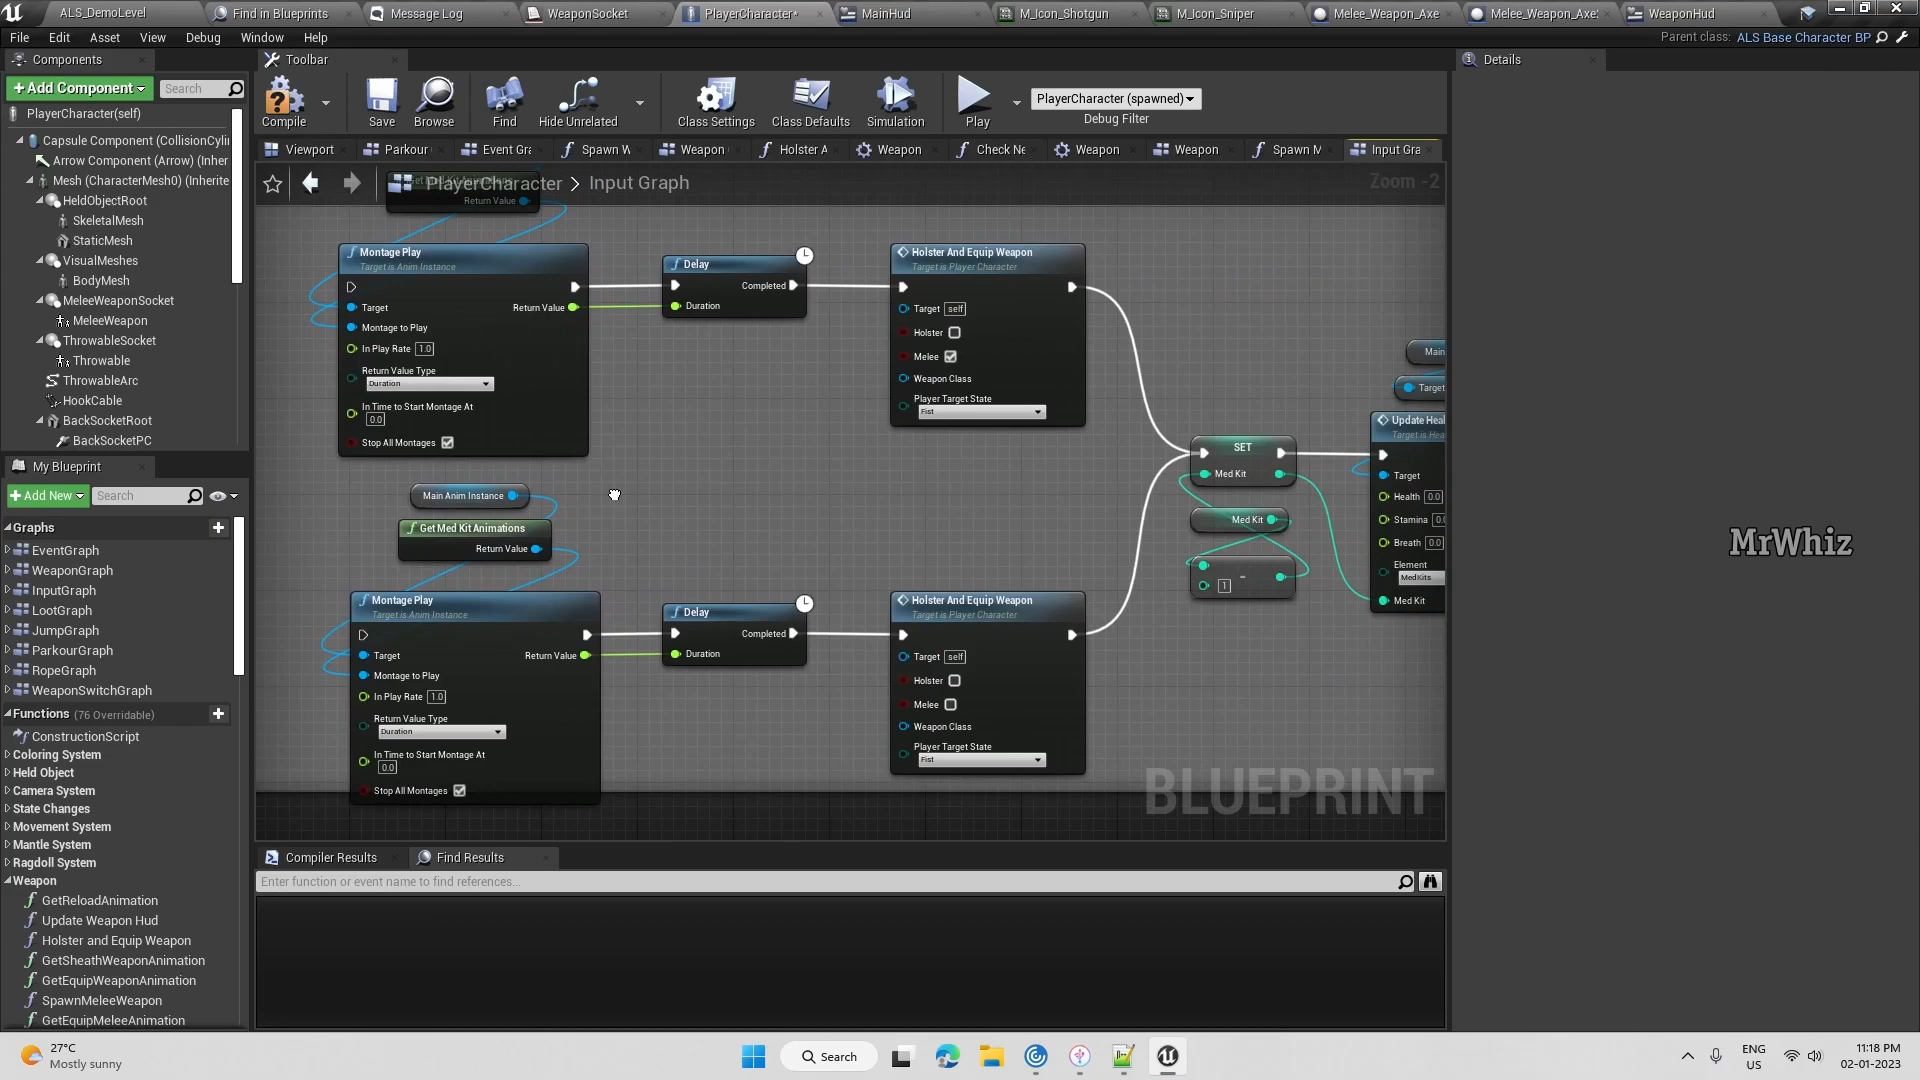 ALS_DemoLevel
Find in Blueprints
Message Log
WeaponSocket
PlayerCharacter*
MainHud
M_Icon_Shotgun
M_Icon_Sniper
Melee_Weapon_Axe
Melee_Weapon_Axe
WeaponHud
File Edit Asset View Debug Window Help
Parent class: ALS Base Character BP
Components
Toolbar
Details
+Add Component
Search
Compile
Save
Browse
Find
Hide Unrelated
Class Settings
Class Defaults
Simulation
Play
PlayerCharacter (spawned)
Debug Filter
PlayerCharacter(self)
Capsule Component (CollisionCyli
Arrow Component (Arrow) (Inher
Mesh (CharacterMesh0) (Inherite
HeldObjectRoot
SkeletalMesh
StaticMesh
VisualMeshes
BodyMesh
MeleeWeaponSocket
MeleeWeapon
ThrowableSocket
Throwable
ThrowableArc
HookCable
BackSocketRoot
BackSocketPC
Viewport
Parkour
Event Gra
Spawn W
Weapon
Holster A
Weapon
Check Ne
Weapon
Weapon
Spawn M
Input Gra
PlayerCharacter > Input Graph
Zoom -2
Return Value
Montage Play
Target is Anim Instance
Target
Return Value
Montage to Play
In Play Rate 1.0
Return Value Type
Duration
In Time to Start Montage At
0.0
Stop All Montages
Delay
Completed
Duration
Holster And Equip Weapon
Target is Player Character
Target self
Holster
Melee
Weapon Class
Player Target State
Fist
Main Anim Instance
Get Med Kit Animations
Return Value
Montage Play
Target is Anim Instance
Target
Return Value
Montage to Play
In Play Rate 1.0
Return Value Type
Duration
In Time to Start Montage At
0.0
Stop All Montages
Delay
Completed
Duration
Holster And Equip Weapon
Target is Player Character
Target self
Holster
Melee
Weapon Class
Player Target State
Fist
SET
Med Kit
Med Kit
-
1
Main
Target
Update Heal
Target is Hea
Target
Health 0.0
Stamina 0.
Breath 0.0
Element
MedKits
Med Kit
BLUEPRINT
MrWhiz
My Blueprint
+Add New
Search
Graphs
EventGraph
WeaponGraph
InputGraph
LootGraph
JumpGraph
ParkourGraph
RopeGraph
WeaponSwitchGraph
Functions (76 Overridable)
ConstructionScript
Coloring System
Held Object
Camera System
State Changes
Movement System
Mantle System
Ragdoll System
Weapon
GetReloadAnimation
Update Weapon Hud
Holster and Equip Weapon
GetSheathWeaponAnimation
GetEquipWeaponAnimation
SpawnMeleeWeapon
GetEquipMeleeAnimation
Compiler Results
Find Results
Enter function or event name to find references...
27°C
Mostly sunny
Search
ENG
US
11:18 PM
02-01-2023